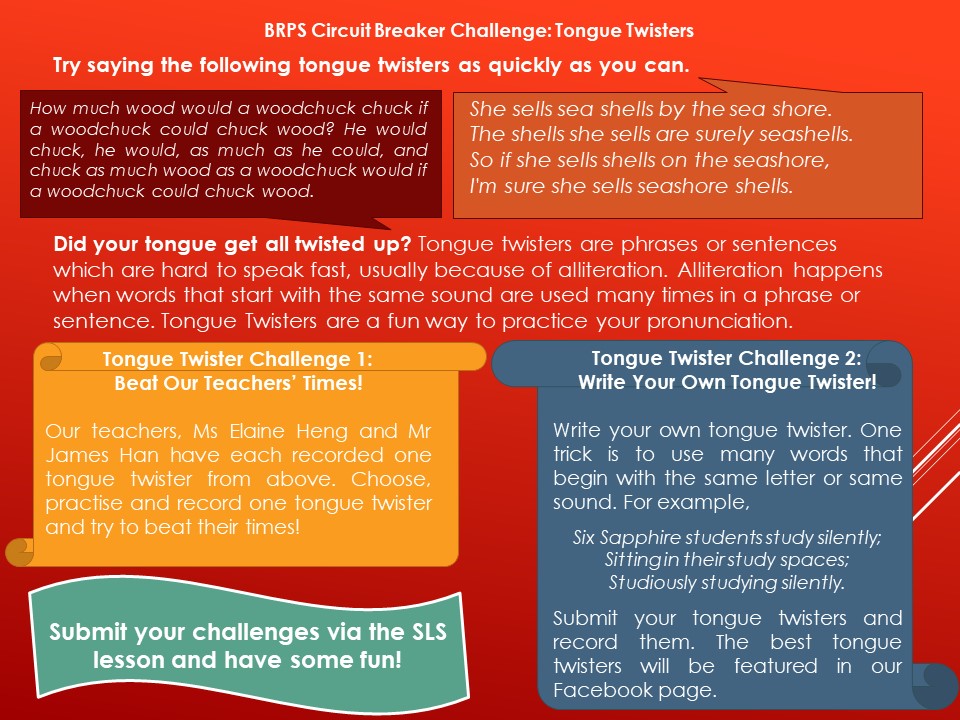 BRPS Circuit Breaker Challenge: Tongue Twisters
Try saying the following tongue twisters as quickly as you can.
How much wood would a woodchuck chuck if
a woodchuck could chuck wood? He would
chuck, he would, as much as he could, and
chuck as much wood as a woodchuck would if
a woodchuck could chuck wood.
She sells sea shells by the sea shore.
The shells she sells are surely seashells.
So if she sells shells on the seashore,
I'm sure she sells seashore shells.
Did your tongue get all twisted up? Tongue twisters are phrases or sentences
which are hard to speak fast, usually because of alliteration. Alliteration happens
when words that start with the same sound are used many times in a phrase or
sentence. Tongue Twisters are a fun way to practice your pronunciation.
Tongue Twister Challenge 1:
Beat Our Teachers' Times!
Our teachers, Ms Elaine Heng and Mr
James Han have each recorded one
tongue twister from above. Choose,
practise and record one tongue twister
and try to beat their times!
Submit your challenges via the SLS
lesson and have some fun!
Tongue Twister Challenge 2:
Write Your Own Tongue Twister!
Write your own tongue twister. One
trick is to use many words that
begin with the same letter or same
sound. For example,
Six Sapphire students study silently;
Sitting in their study spaces;
Studiously studying silently.
Submit your tongue twisters and
record them. The best tongue
twisters will be featured in our
Facebook page.